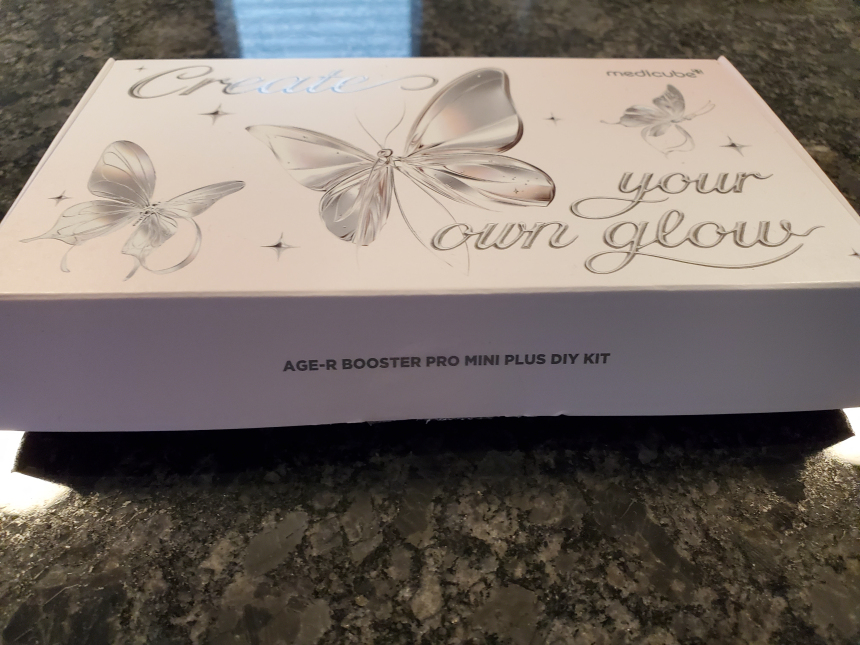 Create
medicube
your
own glow
AGE-R BOOSTER PRO MINI PLUS DIY KIT